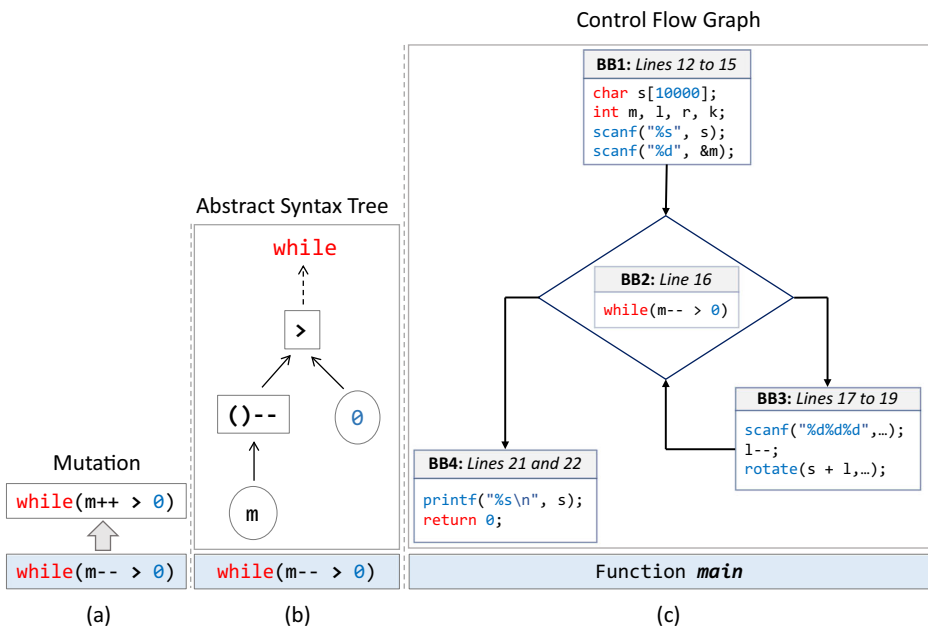 Control Flow Graph
BB1: Lines 12 to 15
char s[10000];
int m, l, r, k;
scanf("%s", s);
scanf("%d", &m);
BB2: Line 16
while(m-- > 0)
BB3: Lines 17 to 19
scanf("%d%d%d",…);
l--;
rotate(s + l,…);
BB4: Lines 21 and 22
printf("%s\n", s);
return 0;
Function main
(c)
Abstract Syntax Tree
while
>
()--
0
m
while(m-- > 0)
(b)
Mutation
while(m++ > 0)
while(m-- > 0)
(a)